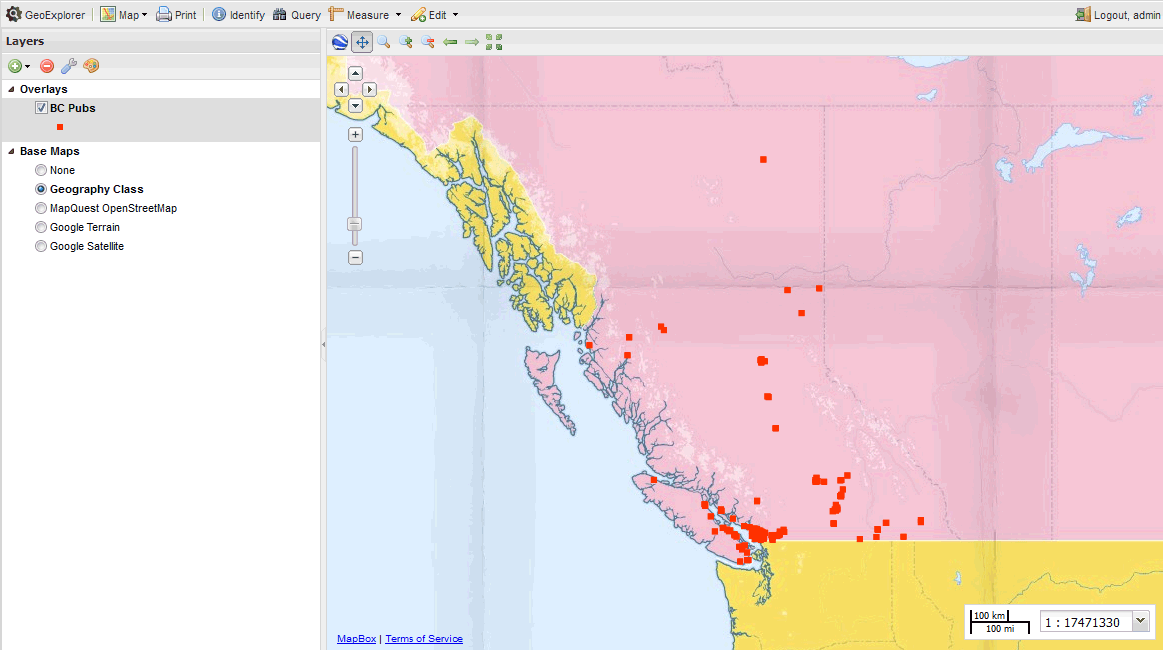 GeoExplorer Map Print Identify Query Measure Edit Logout, admin
Layers
Overlays
BC Pubs
Base Maps
None
Geography Class
MapQuest OpenStreetMap
Google Terrain
Google Satellite
100 km
100 mi
1 : 17471330
MapBox | Terms of Service